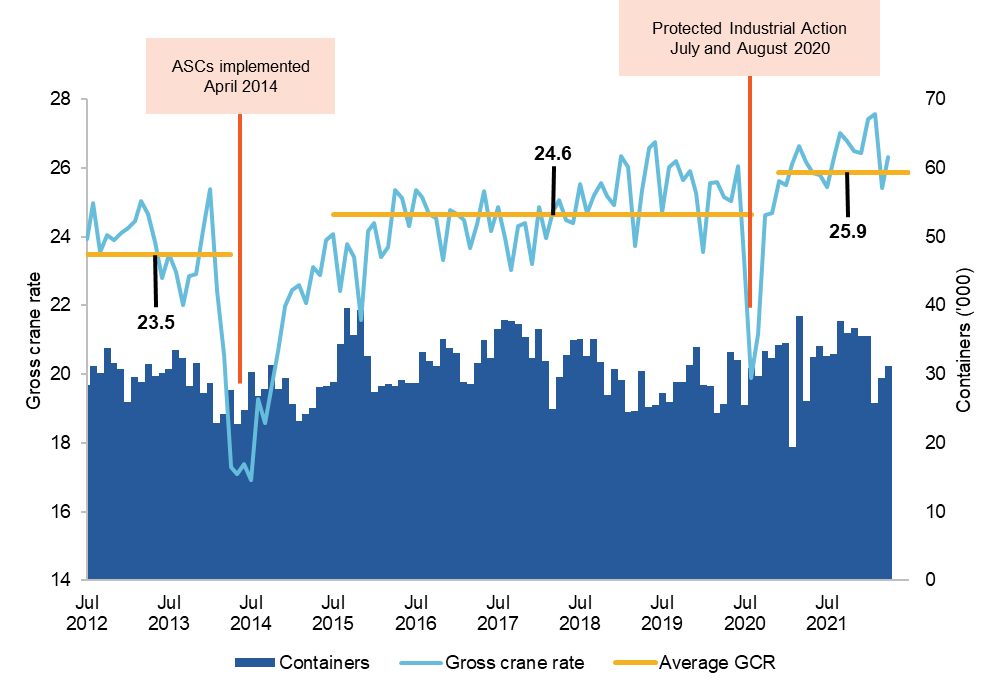 Protected Industrial Action
July and August 2020
ASCs implemented
April 2014
28
26
24
22
20
18
16
14
Gross crane rate
70
60
50
40
30
20
10
0
Containers ('000)
23.5
24.6
25.9
Jul
2012
Jul
2013
Jul
2014
Jul
2015
Jul
2016
Jul
2017
Jul
2018
Jul
2019
Jul
2020
Jul
2021
Containers
Gross crane rate
Average GCR